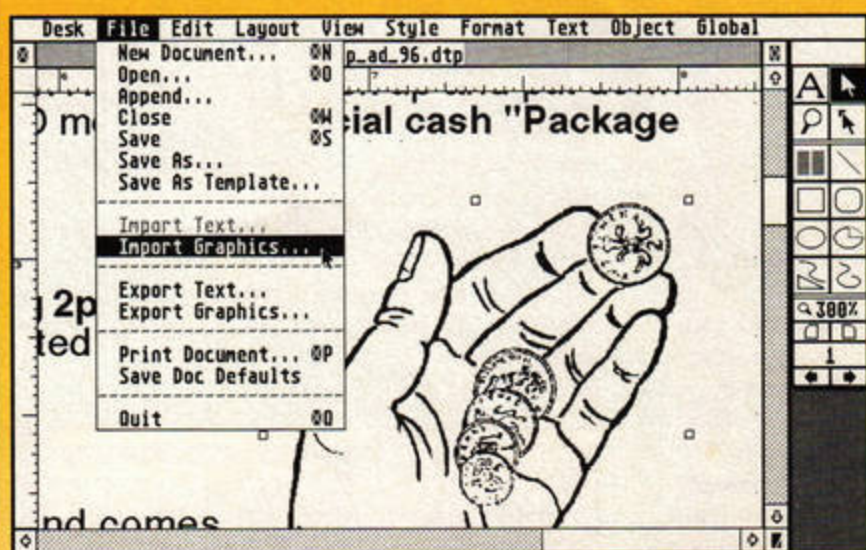 Desk File Edit Layout View Style Format Text Object Global
New Document... ⌘N
p_ad_96.dtp
Open... ⌘O
Append...
Close ⌘W
Save ⌘S
Save As...
Save As Template...
cial cash "Package
Import Text...
Import Graphics...
Export Text...
Export Graphics...
2p
ted
Print Document... ⌘P
Save Doc Defaults
Quit ⌘Q
nd comes
A
300%
1